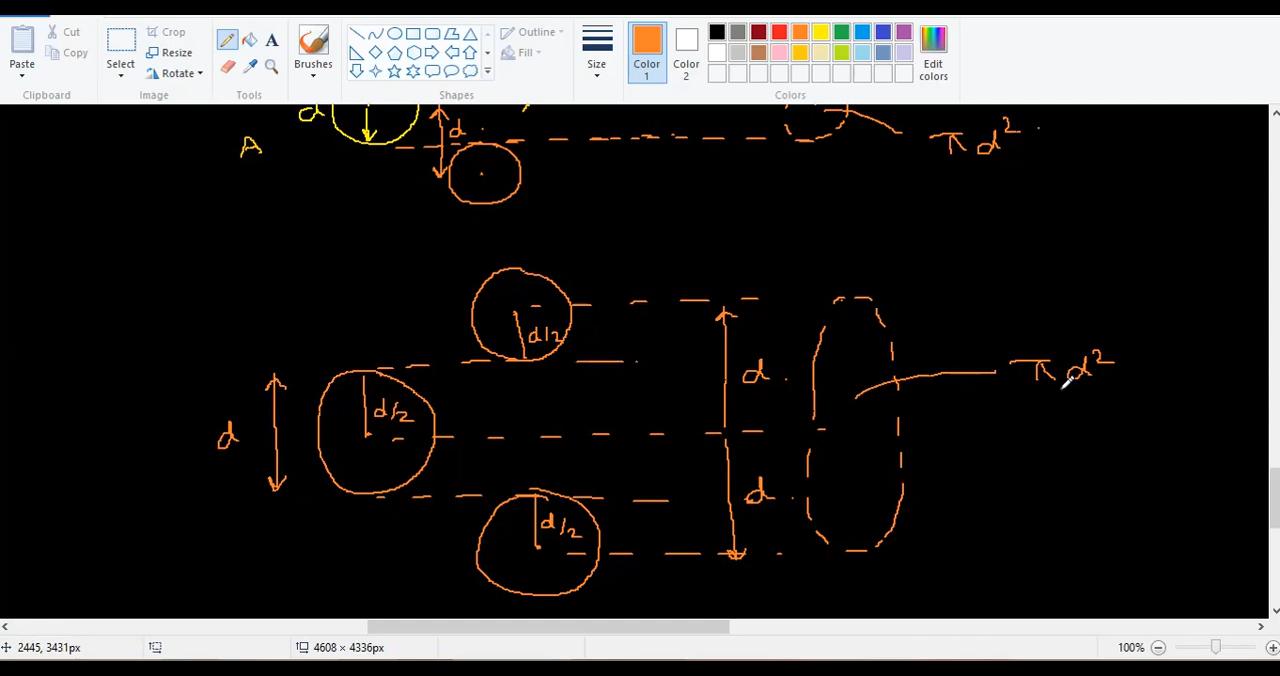 Paste
Cut
Copy
Clipboard
Select
Crop
Resize
Rotate
Image
Tools
Brushes
Shapes
Outline
Fill
Size
Color 1
Color 2
Edit colors
Colors
d
A
d
πd²
d/2
d
πd²
d
d/2
d
d/2
2445, 3431px
4608 × 4336px
100%